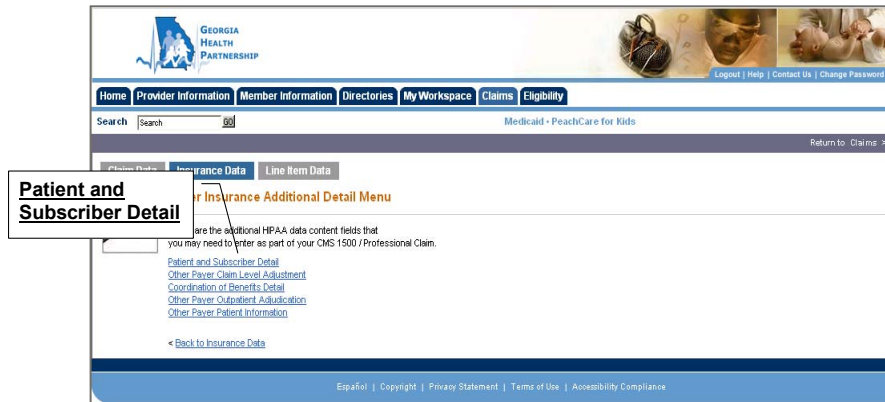 GEORGIA
HEALTH
PARTNERSHIP
Logout | Help | Contact Us | Change Password
Home Provider Information Member Information Directories My Workspace Claims Eligibility
Search Search GO Medicaid • PeachCare for Kids
Return to Claims >
Claim Data Insurance Data Line Item Data
Patient and
Subscriber Detail
Insurance Additional Detail Menu
are the additional HIPAA data content fields that
you may need to enter as part of your CMS 1500 / Professional Claim.
Patient and Subscriber Detail
Other Payer Claim Level Adjustment
Coordination of Benefits Detail
Other Payer Outpatient Adjudication
Other Payer Patient Information
< Back to Insurance Data
Español | Copyright | Privacy Statement | Terms of Use | Accessibility Compliance